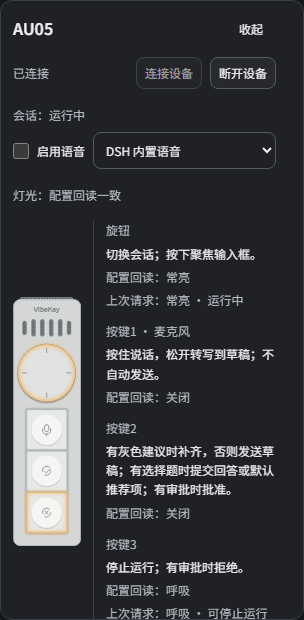 AU05
收起
已连接
连接设备
断开设备
会话：运行中
启用语音
DSH 内置语音
灯光：配置回读一致
旋钮
切换会话；按下聚焦输入框。
配置回读：常亮
上次请求：常亮 · 运行中
VibeKey
按键1 · 麦克风
按住说话，松开转写到草稿；不
自动发送。
配置回读：关闭
按键2
有灰色建议时补齐，否则发送草
稿；有选择题时提交回答或默认
推荐项；有审批时批准。
配置回读：关闭
按键3
停止运行；有审批时拒绝。
配置回读：呼吸
上次请求：呼吸 · 可停止运行